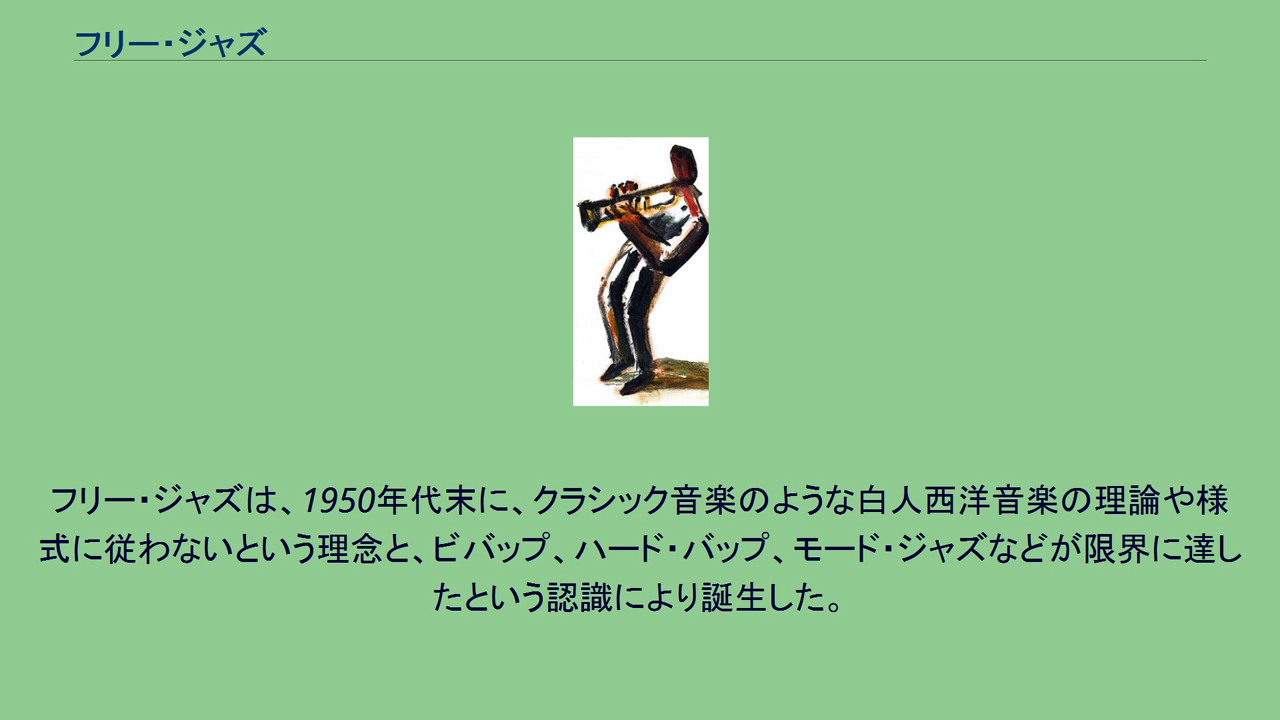 フリー・ジャズ
フリー・ジャズは、1950年代末に、クラシック音楽のような白人西洋音楽の理論や様
式に従わないという理念と、ビバップ、ハード・バップ、モード・ジャズなどが限界に達し
たという認識により誕生した。